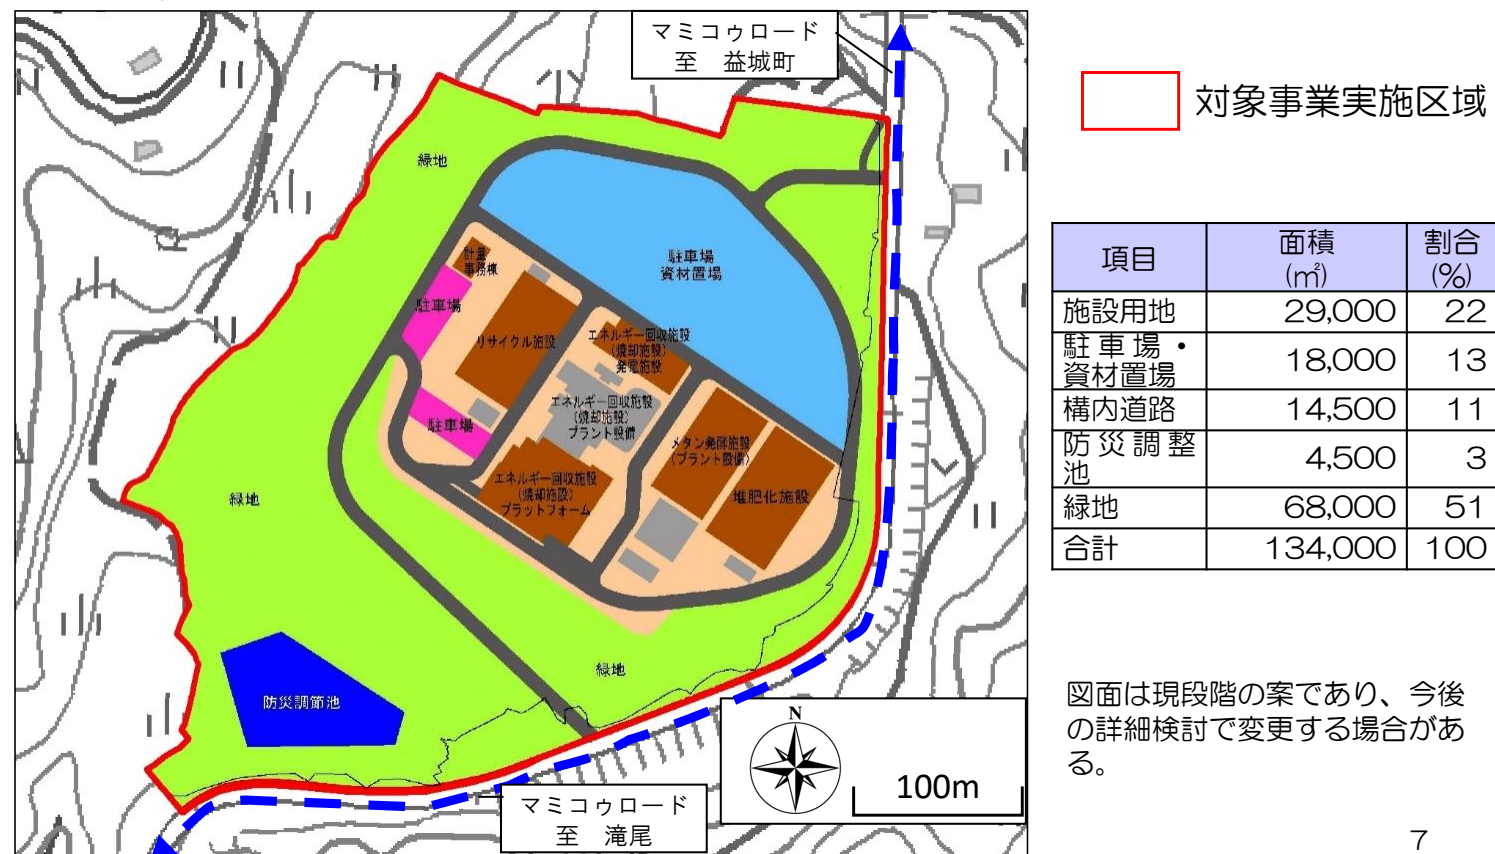 マミコゥロード
至 益城町
対象事業実施区域
緑地
駐車場
資材置場
計量
事務棟
駐車場
リサイクル施設
エネルギー回収施設
(焼却施設)
発電施設
エネルギー回収施設
(焼却施設)
プラント設備
駐車場
メタン発酵施設
(プラント設備)
エネルギー回収施設
(焼却施設)
プラットフォーム
堆肥化施設
緑地
緑地
防災調節池
N
100m
マミコゥロード
至 滝尾
項目 面積 (㎡) 割合 (%)
施設用地 29,000 22
駐車場・
資材置場 18,000 13
構内道路 14,500 11
防災調整
池 4,500 3
緑地 68,000 51
合計 134,000 100
図面は現段階の案であり、今後
の詳細検討で変更する場合があ
る。
7